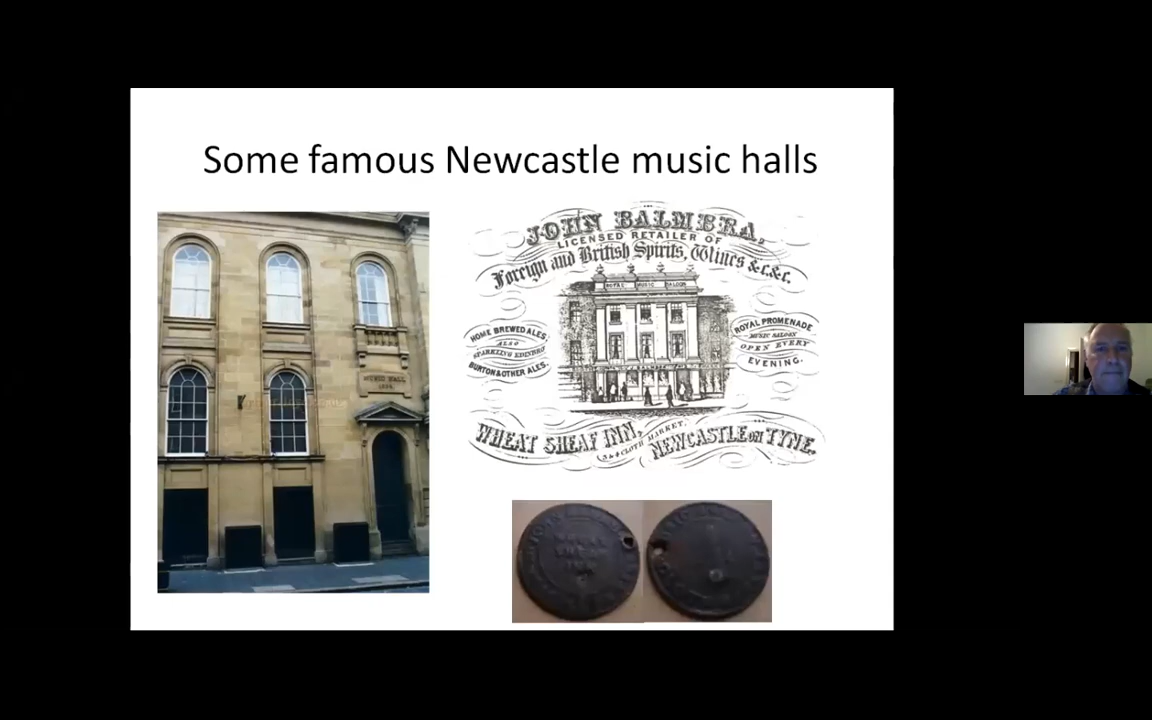 Some famous Newcastle music halls
JOHN BALMBRA,
LICENSED RETAILER OF
Foreign and British Spirits, Wines &c.&c.
ROYAL MUSIC SALOON
HOME BREWED ALES,
ALSO
SPARKLING EDINBRO
BURTON & OTHER ALES.
ROYAL PROMENADE
MUSIC SALOON
OPEN EVERY
EVENING.
WHEAT SHEAF INN,
CLOTH MARKET,
NEWCASTLE ON TYNE.
MUSIC HALL